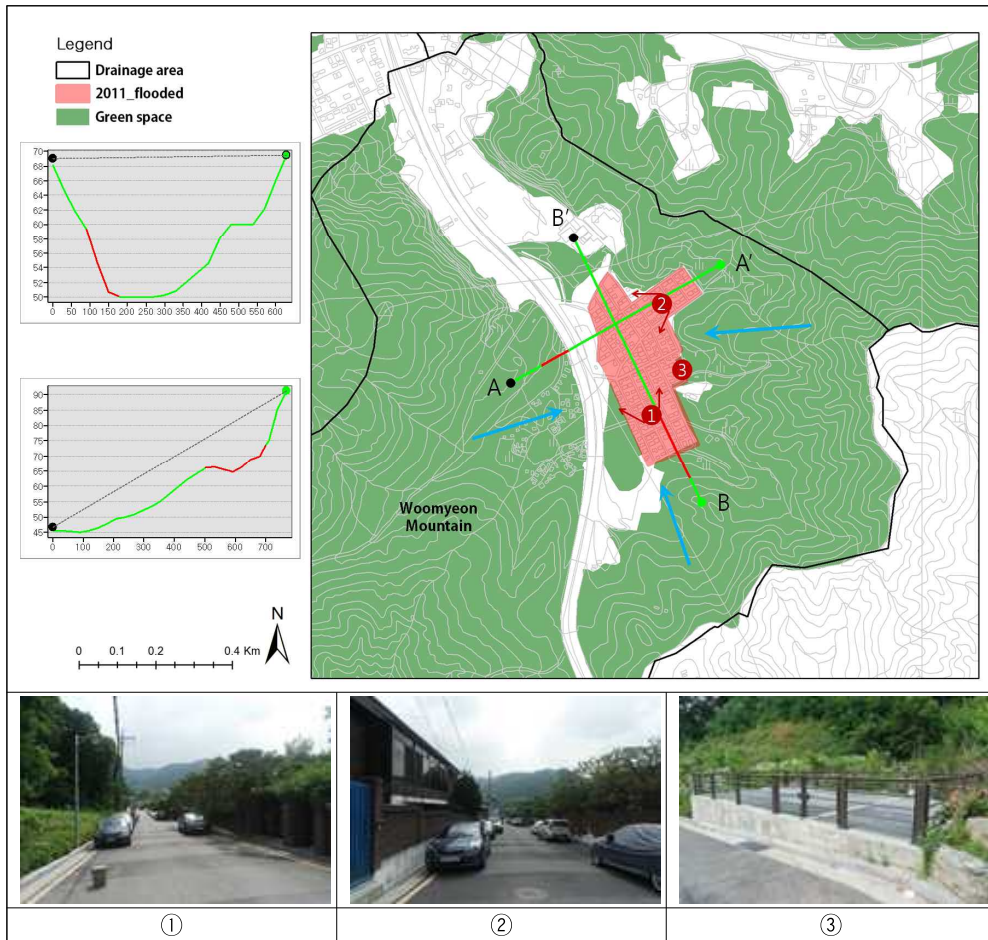 Legend
Drainage area
2011_flooded
Green space
70
68
66
64
62
60
58
56
54
52
50
0 50 100 150 200 250 300 350 400 450 500 550 600
90
85
80
75
70
65
60
55
50
45
0 100 200 300 400 500 600 700
N
0 0.1 0.2 0.4 Km
B'
A'
2
3
A
1
B
Woomyeon
Mountain
① ② ③